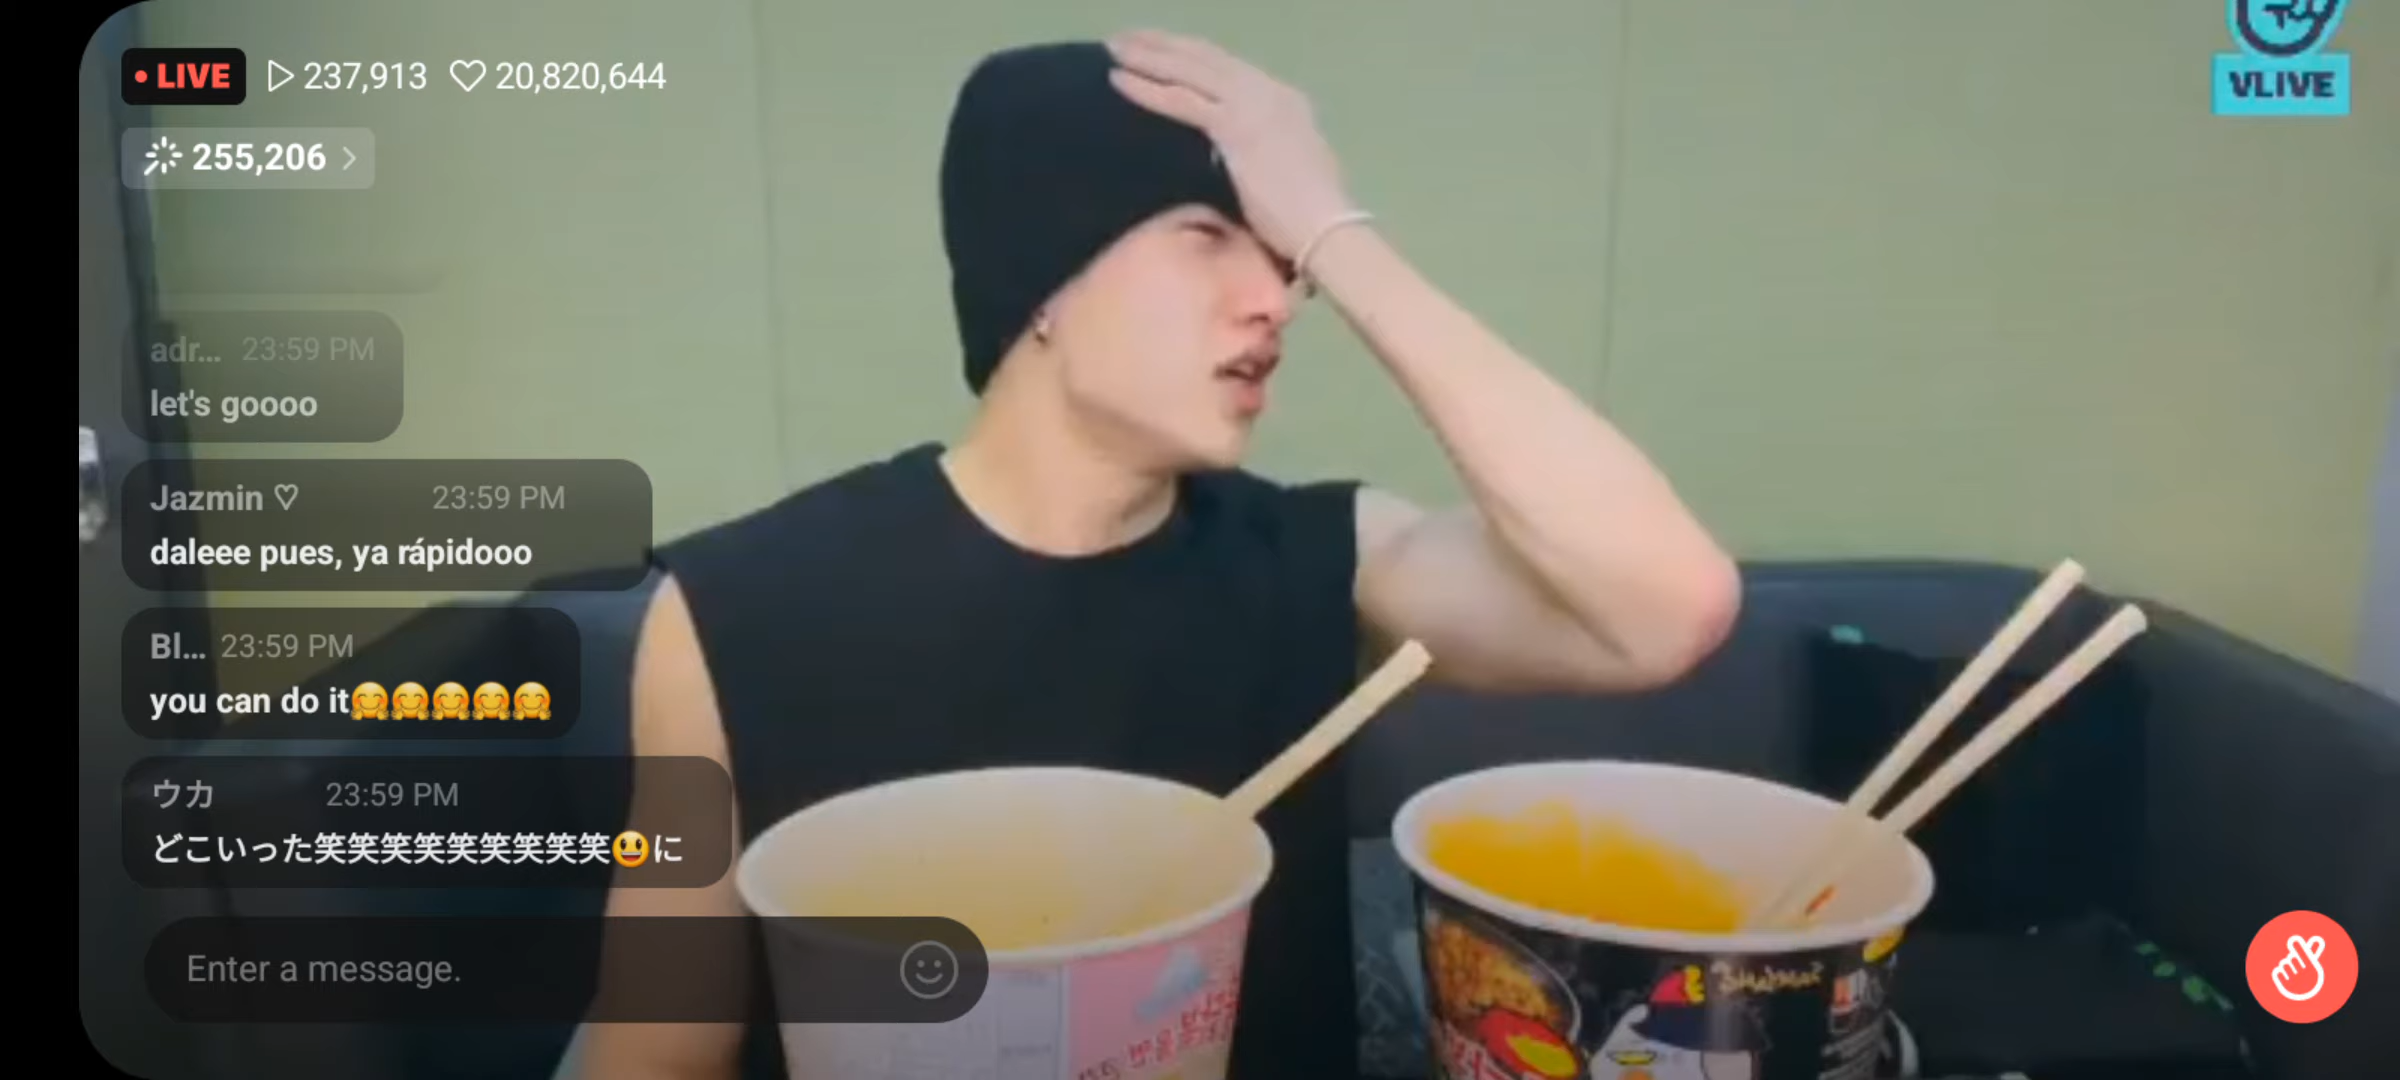 LIVE 237,913 20,820,644
VLIVE
255,206
adr... 23:59 PM
let's goooo
Jazmin ♡ 23:59 PM
daleee pues, ya rápidooo
Bl... 23:59 PM
you can do it🤗🤗🤗🤗🤗
ウカ 23:59 PM
どこいった笑笑笑笑笑笑笑笑笑😃に
Enter a message.